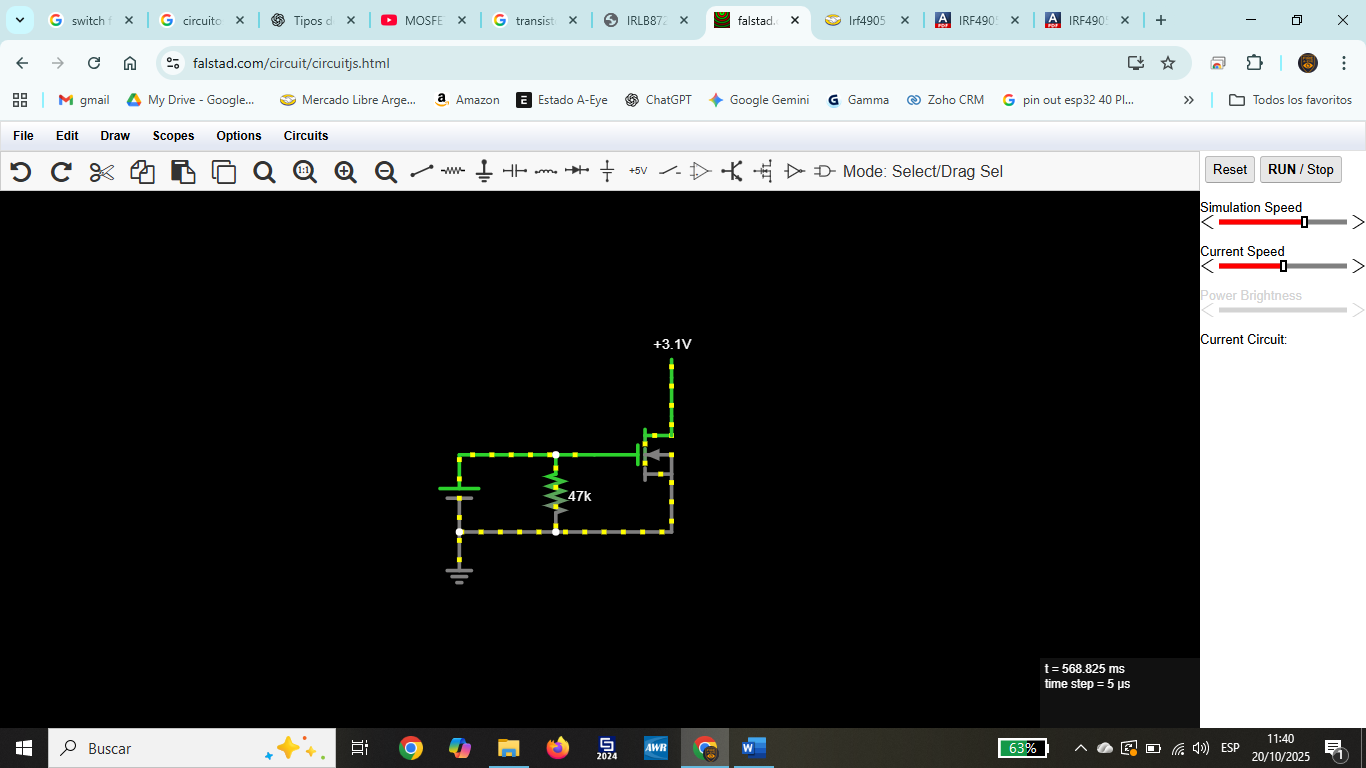 switch f
circuito
Tipos d
MOSFE
transist
IRLB872
falstad.
Irf4905
IRF490
IRF490
falstad.com/circuit/circuitjs.html
gmail
My Drive - Google...
Mercado Libre Arge...
Amazon
Estado A-Eye
ChatGPT
Google Gemini
Gamma
Zoho CRM
pin out esp32 40 PI...
Todos los favoritos
File Edit Draw Scopes Options Circuits
1:1
+5V
Mode: Select/Drag Sel
Reset
RUN / Stop
Simulation Speed
Current Speed
Power Brightness
Current Circuit:
+3.1V
47k
t = 568.825 ms
time step = 5 µs
Buscar
2024
AWR
63%
ESP
11:40
20/10/2025
1